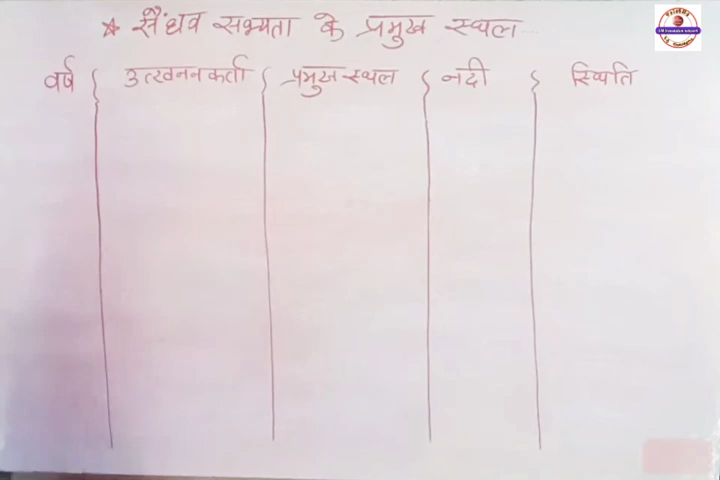 * सैंधव सभ्यता के प्रमुख स्थल...
वर्ष उत्खननकर्ता प्रमुख स्थल नदी स्थिति